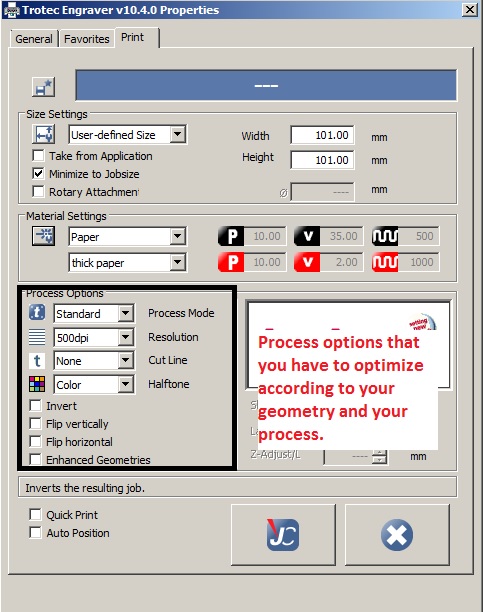 Trotec Engraver v10.4.0 Properties
General Favorites Print
---
Size Settings
User-defined Size Width 101.00 mm
Take from Application Height 101.00 mm
Minimize to Jobsize
Rotary Attachment ø ---- mm
Material Settings
Paper P 10.00 v 35.00 500
thick paper P 10.00 v 2.00 1000
Process Options
t Standard Process Mode
500dpi Resolution
t None Cut Line
Color Halftone
Invert
Flip vertically
Flip horizontal
Enhanced Geometries
setting
new
Process options that
you have to optimize
according to your
geometry and your
process.
Z-Adjust/L ---- mm
Inverts the resulting job.
Quick Print
Auto Position
JC